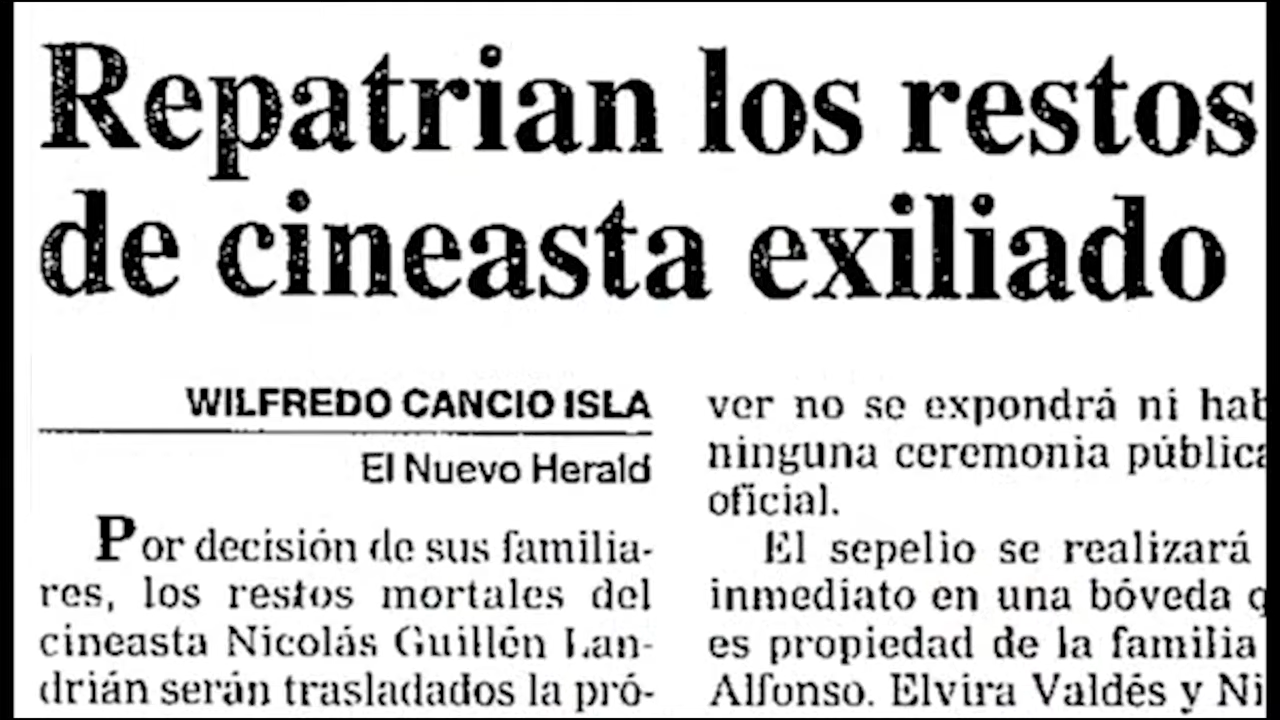 Repatrian los restos
de cineasta exiliado
WILFREDO CANCIO ISLA
El Nuevo Herald
Por decisión de sus familia-
res, los restos mortales del
cineasta Nicolás Guillén Lan-
drián serán trasladados la pró-
ver no se expondrá ni hab
ninguna ceremonia pública
oficial.
El sepelio se realizará
inmediato en una bóveda q
es propiedad de la familia
Alfonso. Elvira Valdés y Ni